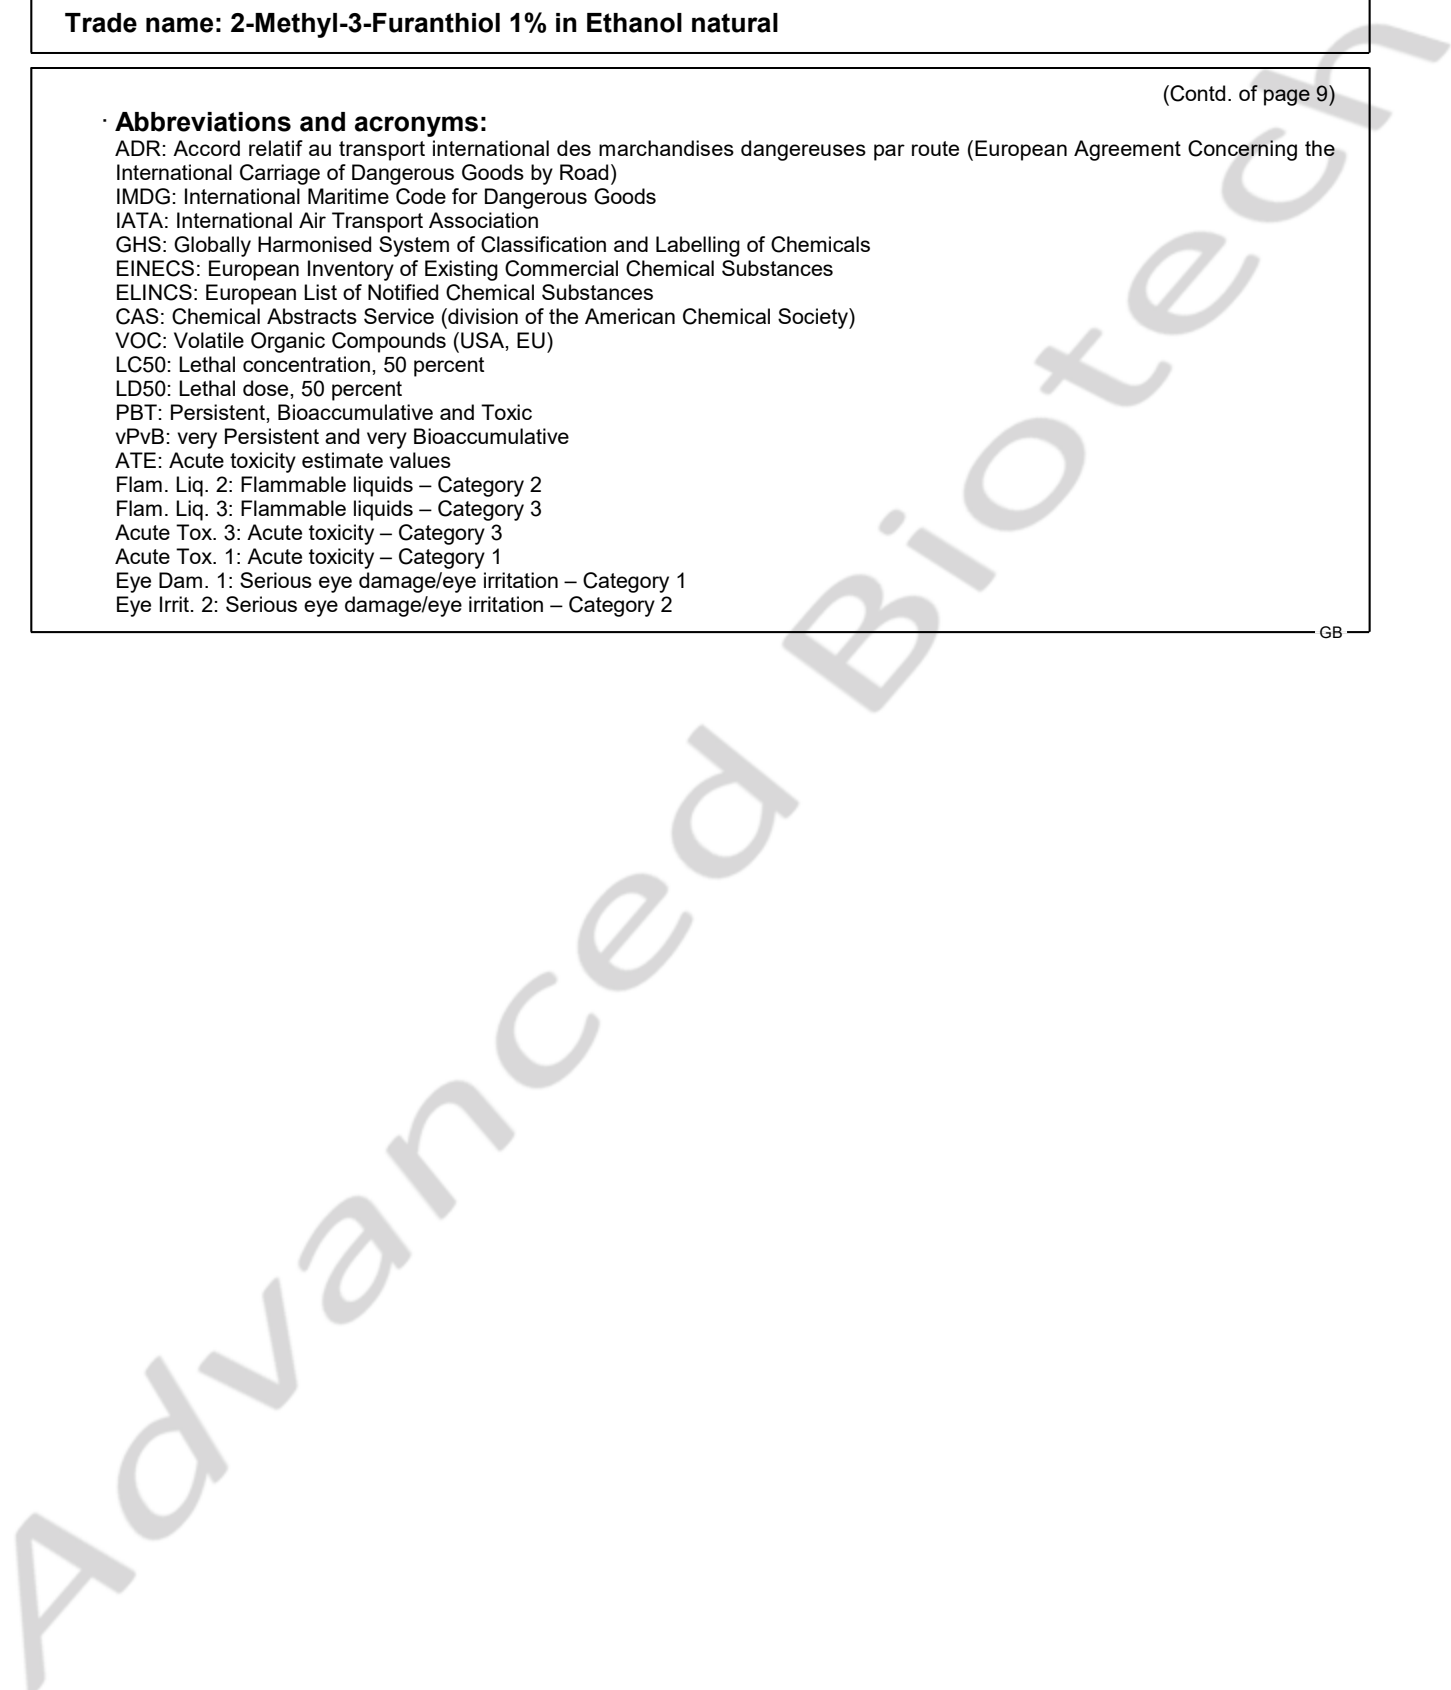 Trade name: 2-Methyl-3-Furanthiol 1% in Ethanol natural
(Contd. of page 9)
· Abbreviations and acronyms:
ADR: Accord relatif au transport international des marchandises dangereuses par route (European Agreement Concerning the
International Carriage of Dangerous Goods by Road)
IMDG: International Maritime Code for Dangerous Goods
IATA: International Air Transport Association
GHS: Globally Harmonised System of Classification and Labelling of Chemicals
EINECS: European Inventory of Existing Commercial Chemical Substances
ELINCS: European List of Notified Chemical Substances
CAS: Chemical Abstracts Service (division of the American Chemical Society)
VOC: Volatile Organic Compounds (USA, EU)
LC50: Lethal concentration, 50 percent
LD50: Lethal dose, 50 percent
PBT: Persistent, Bioaccumulative and Toxic
vPvB: very Persistent and very Bioaccumulative
ATE: Acute toxicity estimate values
Flam. Liq. 2: Flammable liquids – Category 2
Flam. Liq. 3: Flammable liquids – Category 3
Acute Tox. 3: Acute toxicity – Category 3
Acute Tox. 1: Acute toxicity – Category 1
Eye Dam. 1: Serious eye damage/eye irritation – Category 1
Eye Irrit. 2: Serious eye damage/eye irritation – Category 2
GB
Advanced Biotech